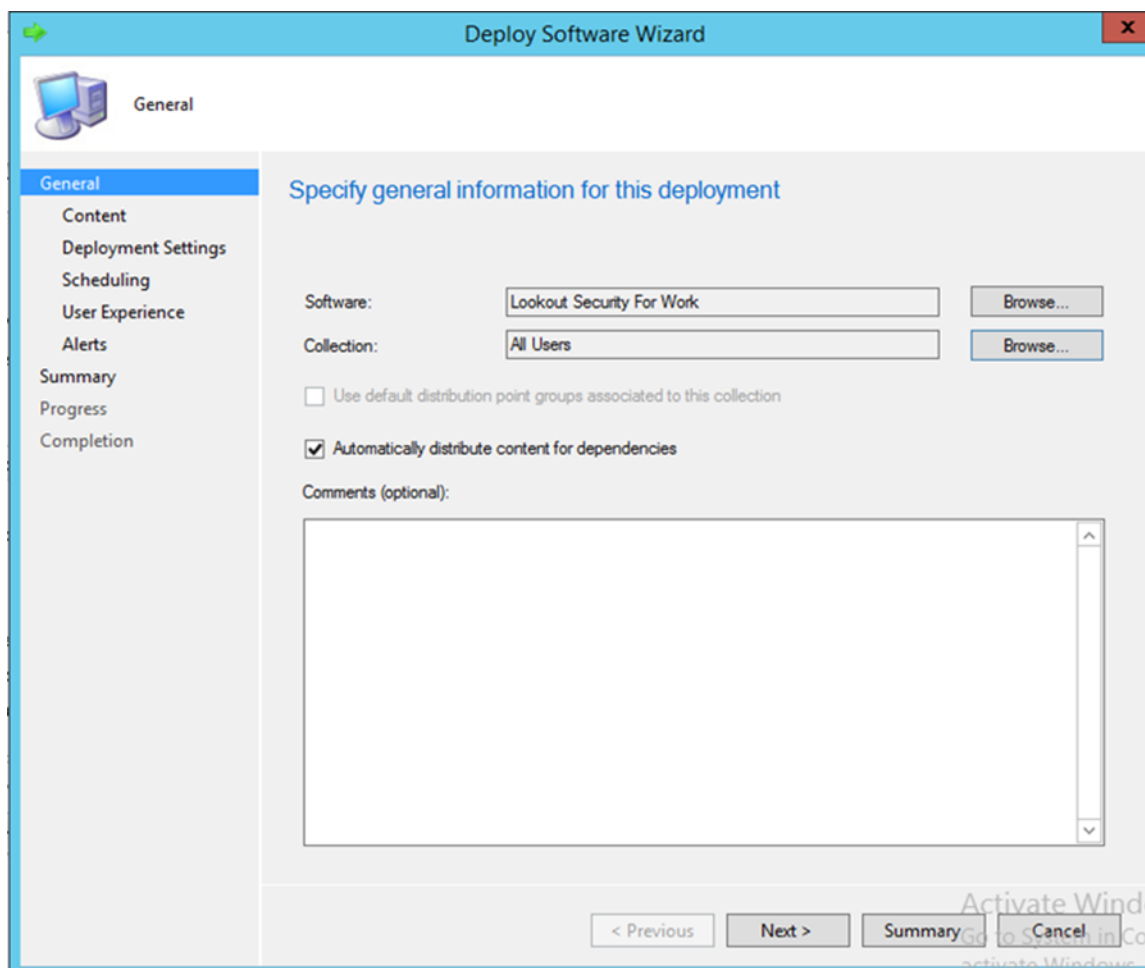 Deploy Software Wizard
x
General
General
Content
Deployment Settings
Scheduling
User Experience
Alerts
Summary
Progress
Completion
Specify general information for this deployment
Software:
Lookout Security For Work
Browse...
Collection:
All Users
Browse...
Use default distribution point groups associated to this collection
Automatically distribute content for dependencies
Comments (optional):
Activate Wind
Go to System in Co
activate Windows
< Previous
Next >
Summary
Cancel